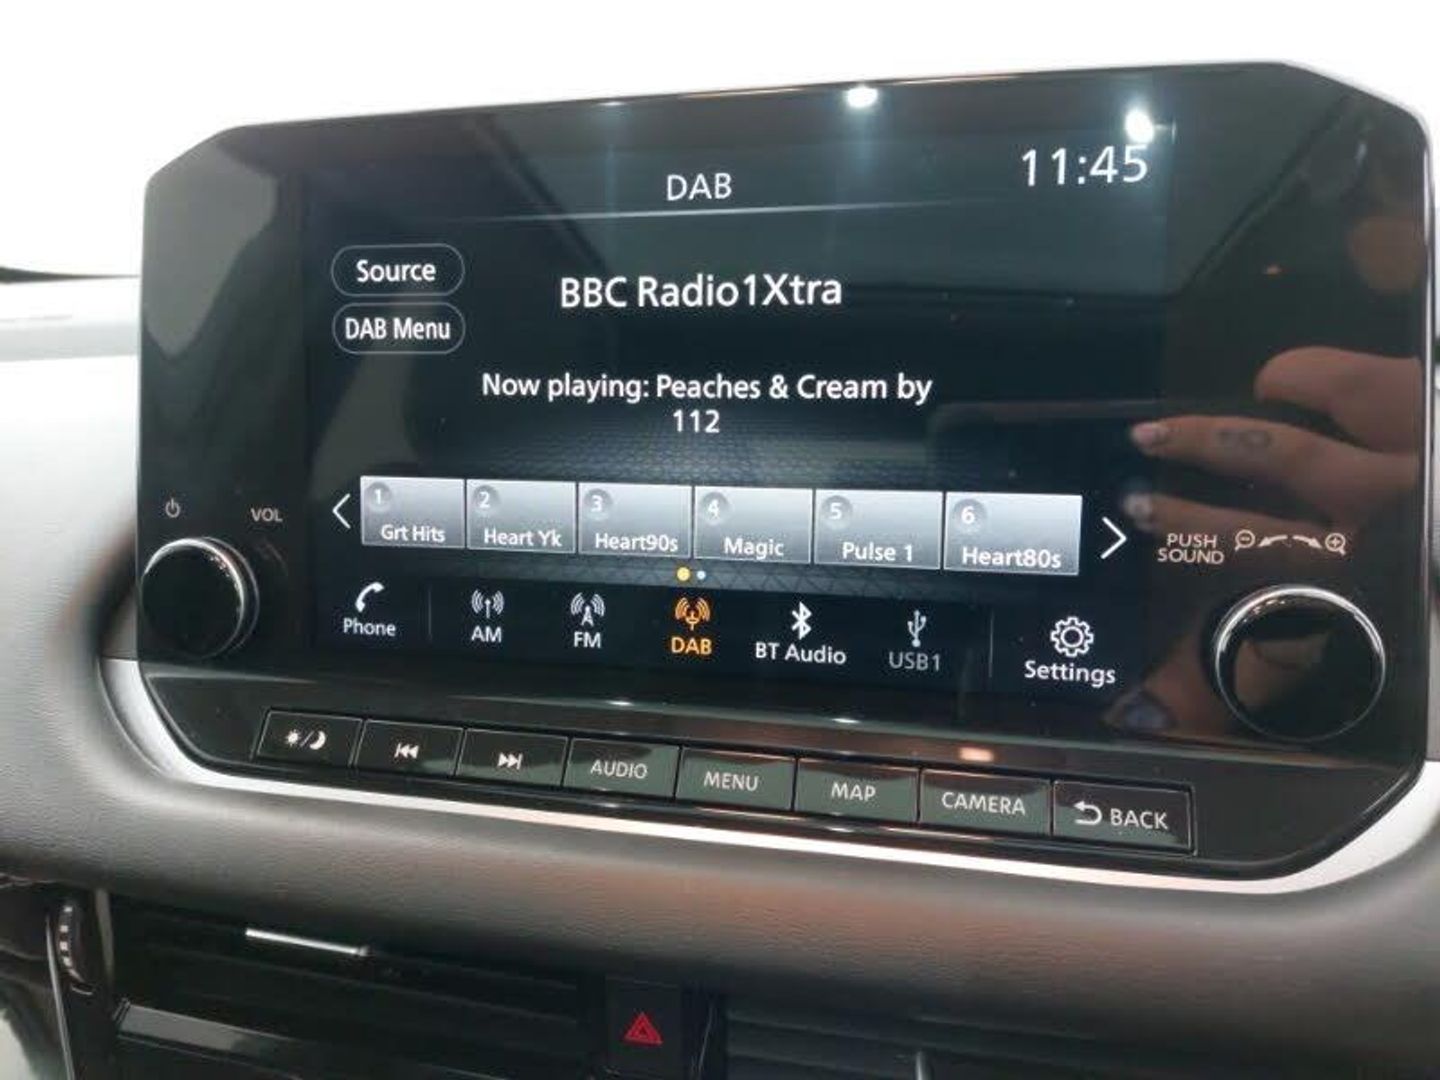 DAB
11:45
Source
BBC Radio1Xtra
DAB Menu
Now playing: Peaches & Cream by
112
1 Grt Hits
2 Heart Yk
3 Heart90s
4 Magic
5 Pulse 1
6 Heart80s
VOL
PUSH
SOUND
Phone
AM
FM
DAB
BT Audio
USB1
Settings
AUDIO
MENU
MAP
CAMERA
BACK